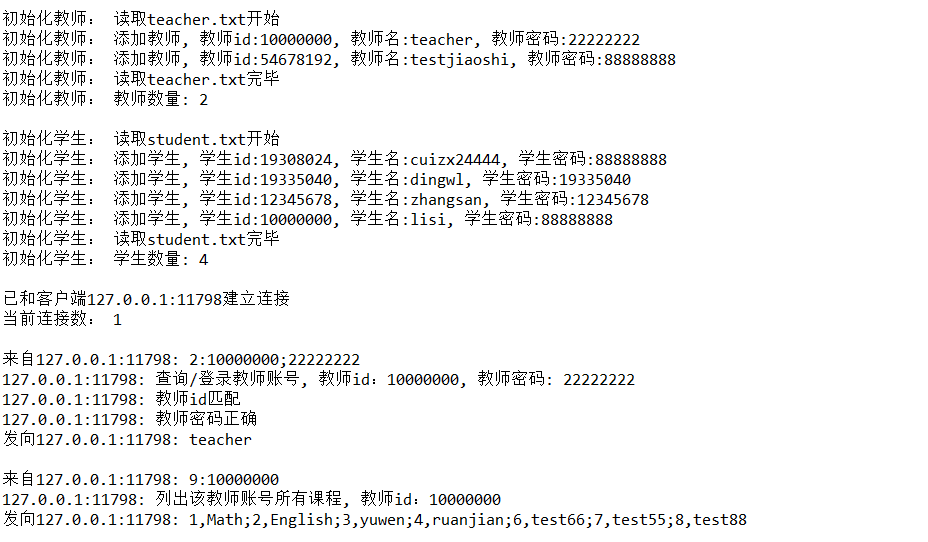 初始化教师： 读取teacher.txt开始
初始化教师： 添加教师, 教师id:10000000, 教师名:teacher, 教师密码:22222222
初始化教师： 添加教师, 教师id:54678192, 教师名:testjiaoshi, 教师密码:88888888
初始化教师： 读取teacher.txt完毕
初始化教师： 教师数量: 2
初始化学生： 读取student.txt开始
初始化学生： 添加学生, 学生id:19308024, 学生名:cuizx24444, 学生密码:88888888
初始化学生： 添加学生, 学生id:19335040, 学生名:dingwl, 学生密码:19335040
初始化学生： 添加学生, 学生id:12345678, 学生名:zhangsan, 学生密码:12345678
初始化学生： 添加学生, 学生id:10000000, 学生名:lisi, 学生密码:88888888
初始化学生： 读取student.txt完毕
初始化学生： 学生数量: 4
已和客户端127.0.0.1:11798建立连接
当前连接数： 1
来自127.0.0.1:11798: 2:10000000;22222222
127.0.0.1:11798: 查询/登录教师账号, 教师id：10000000, 教师密码: 22222222
127.0.0.1:11798: 教师id匹配
127.0.0.1:11798: 教师密码正确
发向127.0.0.1:11798: teacher
来自127.0.0.1:11798: 9:10000000
127.0.0.1:11798: 列出该教师账号所有课程, 教师id：10000000
发向127.0.0.1:11798: 1,Math;2,English;3,yuwen;4,ruanjian;6,test66;7,test55;8,test88